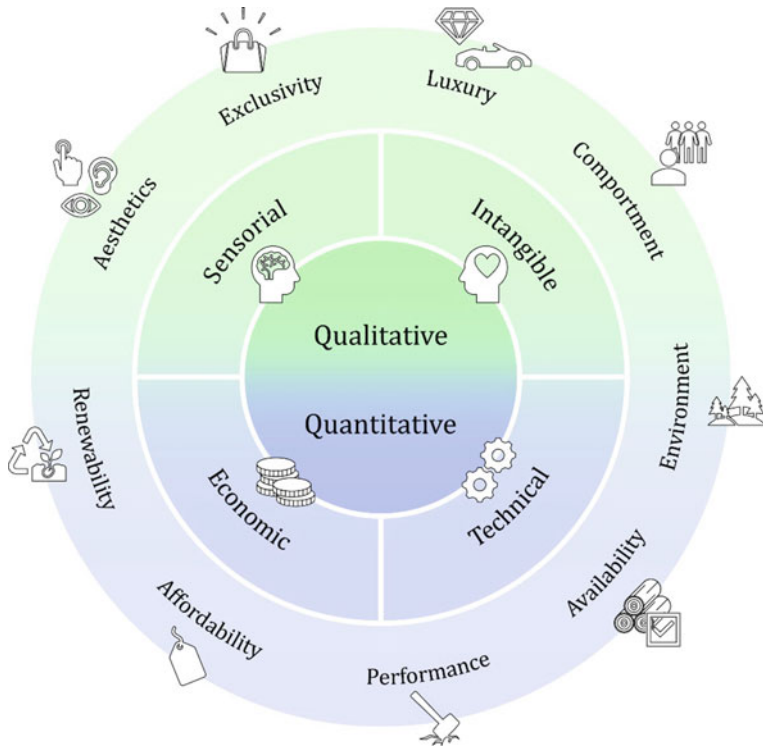 Exclusivity
Luxury
Aesthetics
Comportment
Sensorial
Intangible
Qualitative
Quantitative
Renewability
Environment
Economic
Technical
Affordability
Availability
Performance